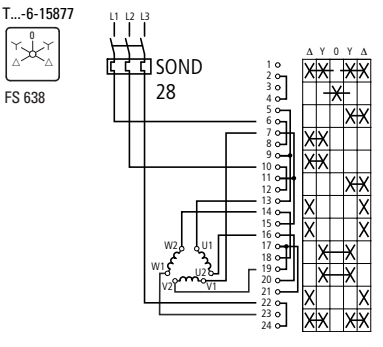 T...-6-15877
0
Y Y
△ △
FS 638
L1 L2 L3
SOND
28
W2 U1
W1 U2
V2 V1
1
2
3
4
5
6
7
8
9
10
11
12
13
14
15
16
17
18
19
20
21
22
23
24
Δ Y 0 Y Δ
X X X X
X
X X
X X
X X
X X
X X
X X
X X
X X
X X
X X X X